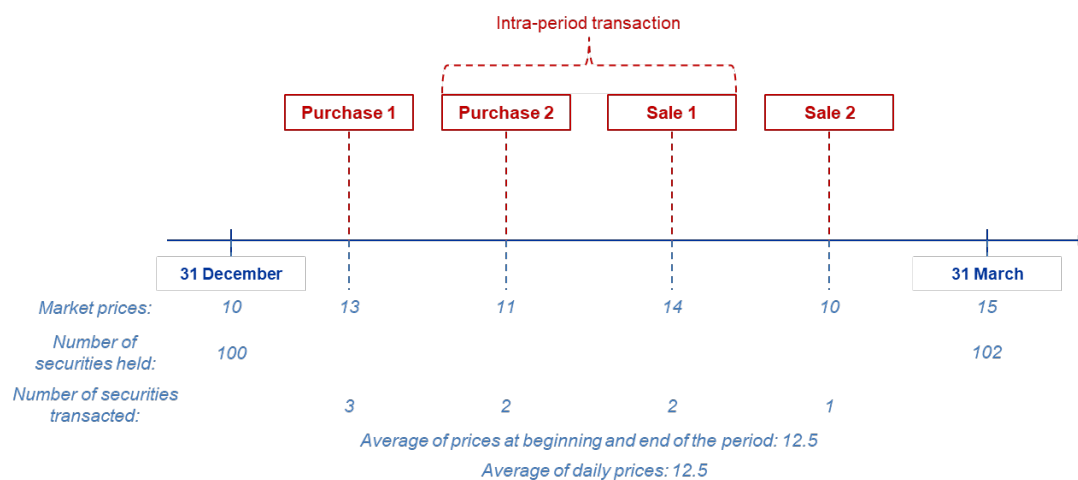 Intra-period transaction
Purchase 1 Purchase 2 Sale 1 Sale 2
31 December 31 March
Market prices: 10 13 11 14 10 15
Number of
securities held: 100 102
Number of securities
transacted: 3 2 2 1
Average of prices at beginning and end of the period: 12.5
Average of daily prices: 12.5